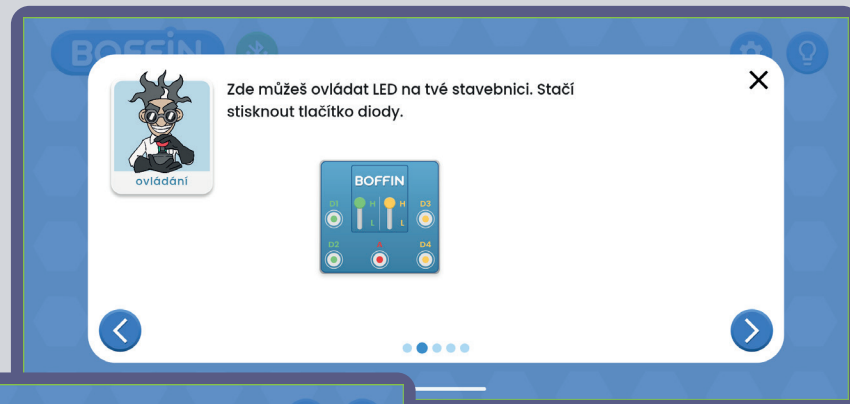 BOFFIN
Zde můžeš ovládat LED na tvé stavebnici. Stačí
stisknout tlačítko diody.
ovládání
BOFFIN
D1 H H D3
L L
D2 D4